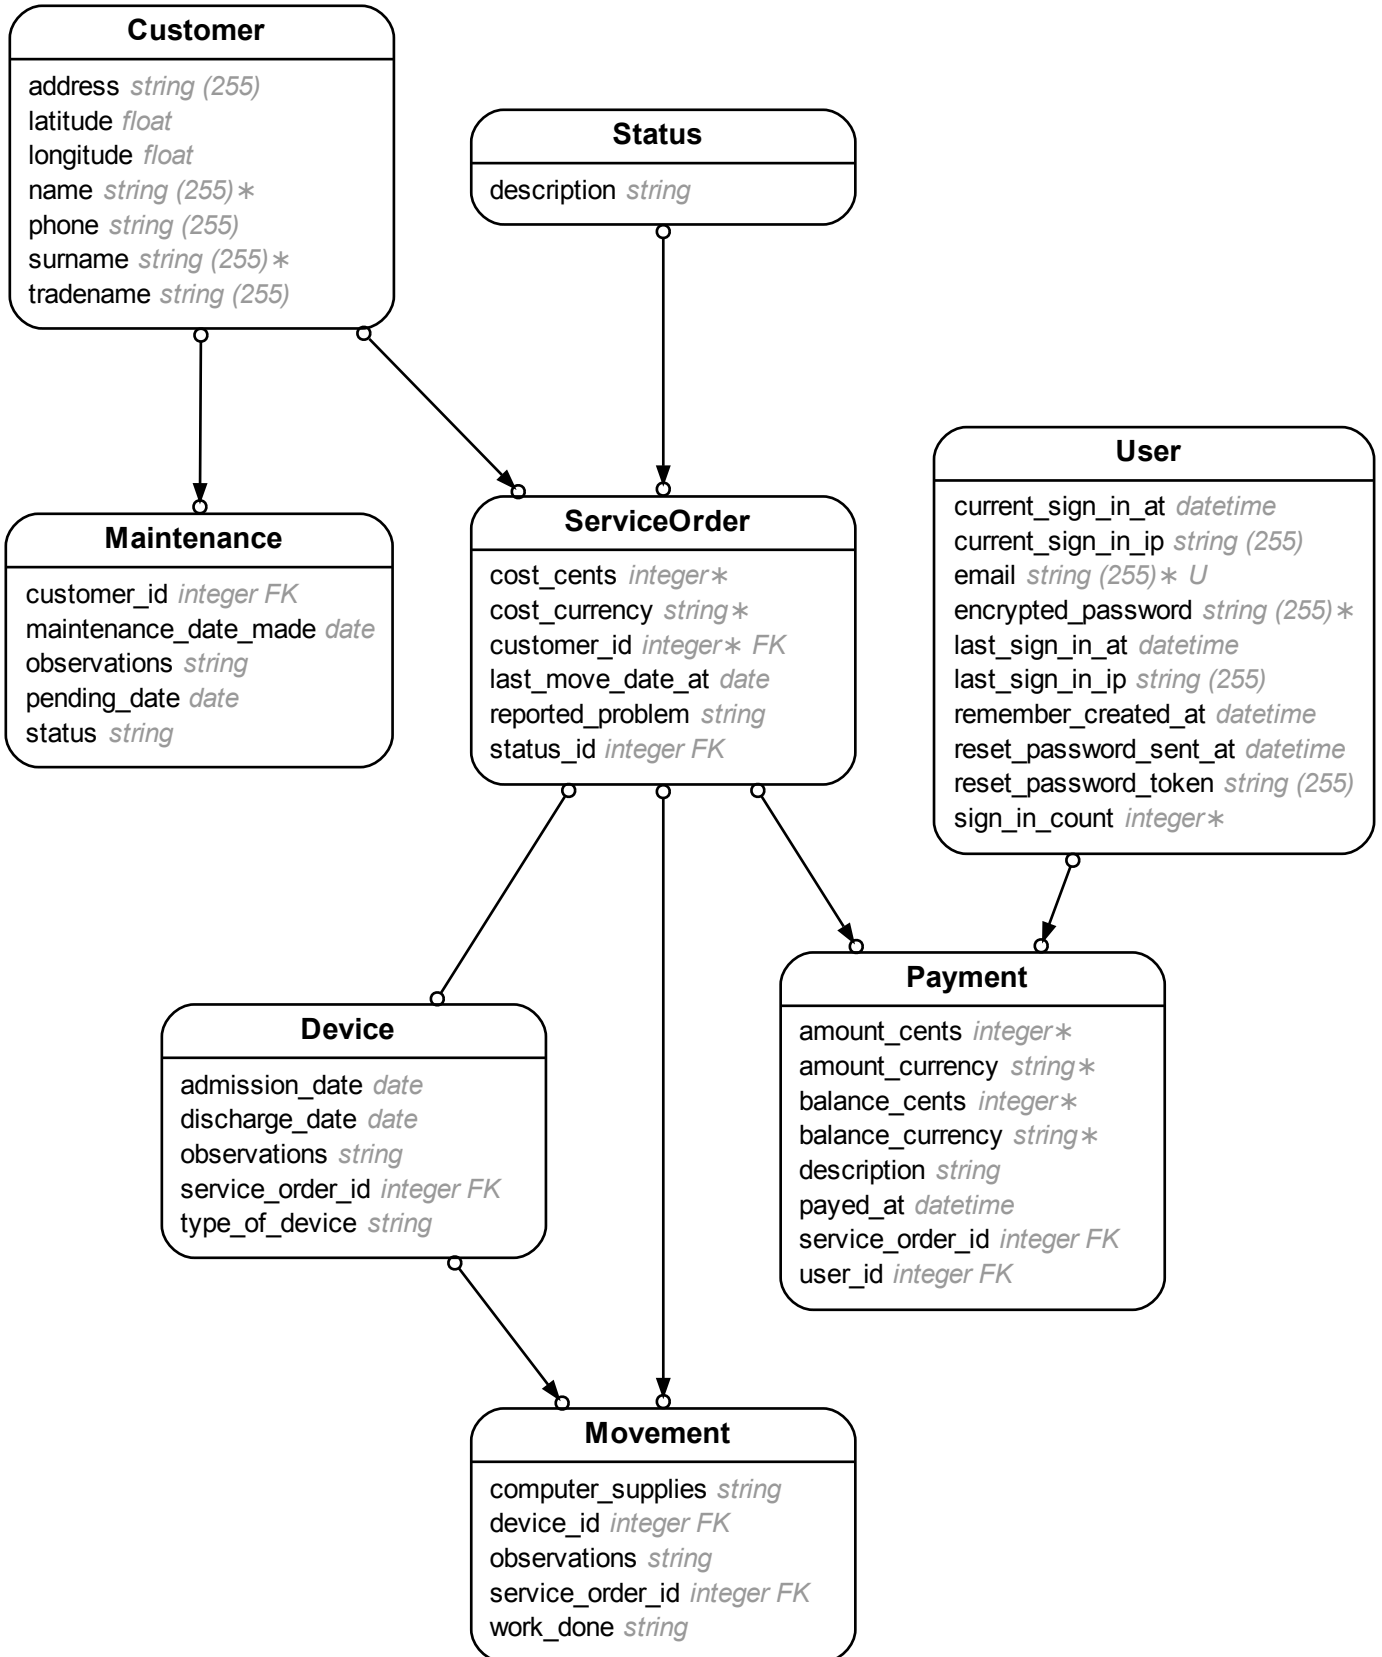 Customer
address string (255)
latitude float
longitude float
name string (255)∗
phone string (255)
surname string (255)∗
tradename string (255)
Status
description string
Maintenance
customer_id integer FK
maintenance_date_made date
observations string
pending_date date
status string
ServiceOrder
cost_cents integer∗
cost_currency string∗
customer_id integer∗ FK
last_move_date_at date
reported_problem string
status_id integer FK
User
current_sign_in_at datetime
current_sign_in_ip string (255)
email string (255)∗ U
encrypted_password string (255)∗
last_sign_in_at datetime
last_sign_in_ip string (255)
remember_created_at datetime
reset_password_sent_at datetime
reset_password_token string (255)
sign_in_count integer∗
Device
admission_date date
discharge_date date
observations string
service_order_id integer FK
type_of_device string
Payment
amount_cents integer∗
amount_currency string∗
balance_cents integer∗
balance_currency string∗
description string
payed_at datetime
service_order_id integer FK
user_id integer FK
Movement
computer_supplies string
device_id integer FK
observations string
service_order_id integer FK
work_done string